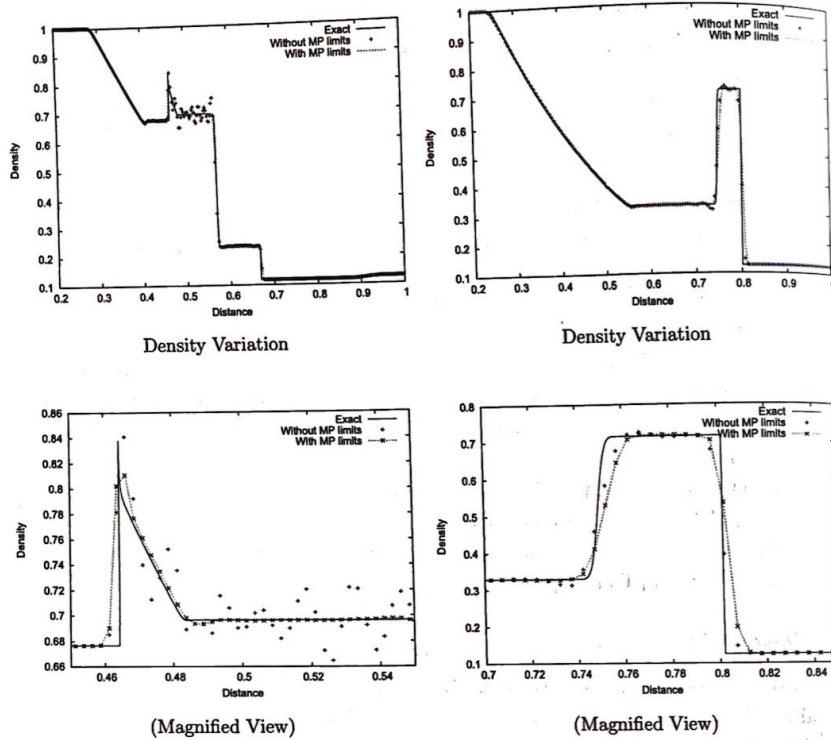 Exact
Without MP limits
With MP limits
1
0.9
0.8
0.7
0.6
0.5
0.4
0.3
0.2
0.1
Density
0.2 0.3 0.4 0.5 0.6 0.7 0.8 0.9 1
Distance
Density Variation
Exact
Without MP limits
With MP limits
1
0.9
0.8
0.7
0.6
0.5
0.4
0.3
0.2
0.1
Density
0.2 0.3 0.4 0.5 0.6 0.7 0.8 0.9
Distance
Density Variation
Exact
Without MP limits
With MP limits
0.86
0.84
0.82
0.8
0.78
0.76
0.74
0.72
0.7
0.68
0.66
Density
0.46 0.48 0.5 0.52 0.54
Distance
(Magnified View)
Exact
Without MP limits
With MP limits
0.8
0.7
0.6
0.5
0.4
0.3
0.2
0.1
Density
0.7 0.72 0.74 0.76 0.78 0.8 0.82 0.84
Distance
(Magnified View)